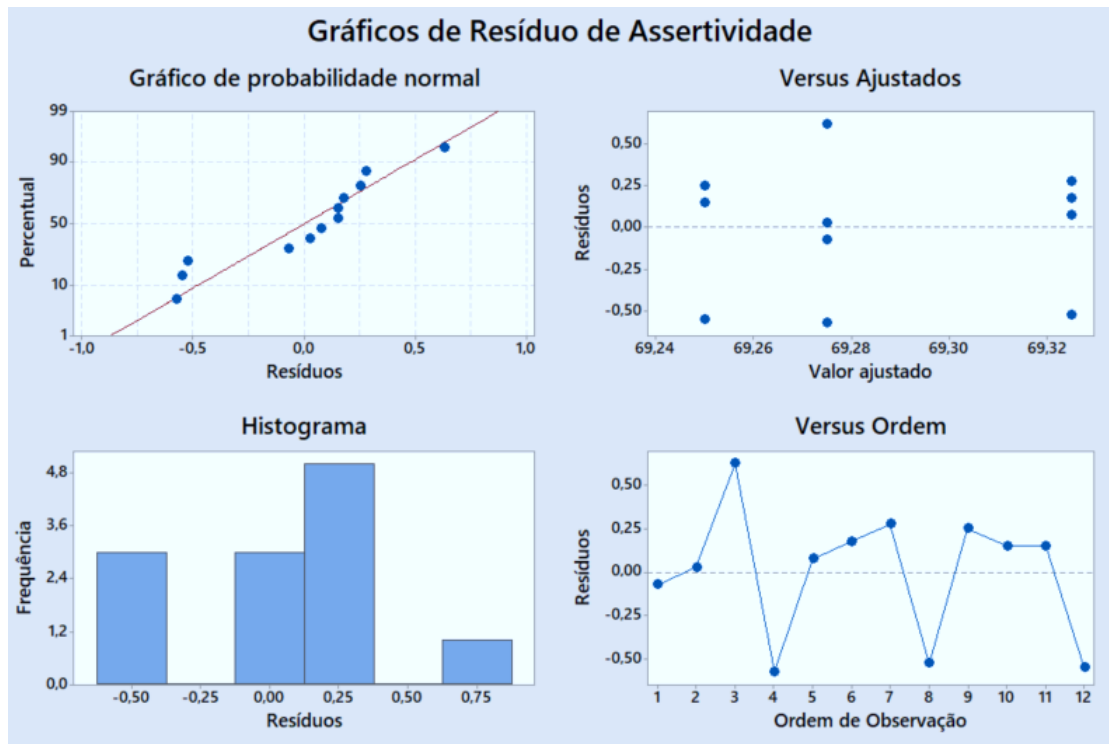 Gráficos de Resíduo de Assertividade
Gráfico de probabilidade normal
99
90
50
10
1
Percentual
-1,0 -0,5 0,0 0,5 1,0
Resíduos
Versus Ajustados
0,50
0,25
0,00
-0,25
-0,50
Resíduos
69,24 69,26 69,28 69,30 69,32
Valor ajustado
Histograma
4,8
3,6
2,4
1,2
0,0
Frequência
-0,50 -0,25 0,00 0,25 0,50 0,75
Resíduos
Versus Ordem
0,50
0,25
0,00
-0,25
-0,50
Resíduos
1 2 3 4 5 6 7 8 9 10 11 12
Ordem de Observação